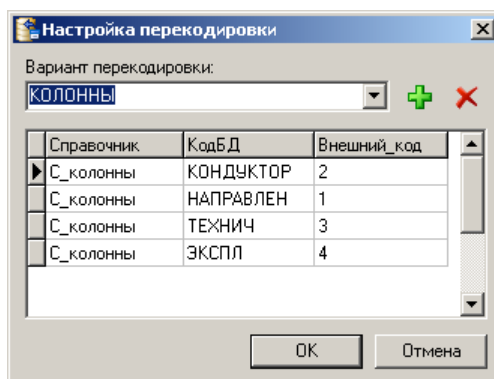 Настройка перекодировки
Вариант перекодировки:
КОЛОННЫ
Справочник КодБД Внешний_код
С_колонны КОНДУКТОР 2
С_колонны НАПРАВЛЕН 1
С_колонны ТЕХНИЧ 3
С_колонны ЭКСПЛ 4
OK Отмена